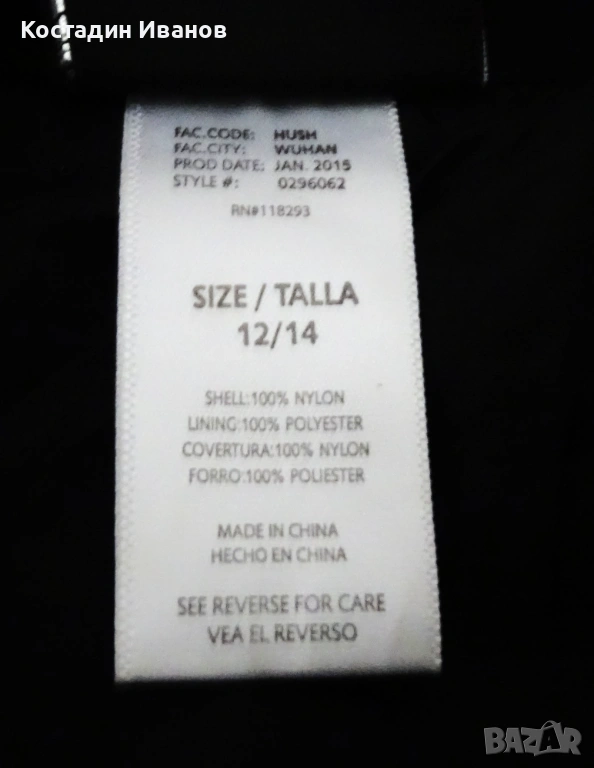 Костадин Иванов
FAC.CODE: HUSH
FAC.CITY: WUHAN
PROD DATE: JAN. 2015
STYLE #: 0296062
RN#118293
SIZE / TALLA
12/14
SHELL:100% NYLON
LINING:100% POLYESTER
COVERTURA:100% NYLON
FORRO:100% POLIESTER
MADE IN CHINA
HECHO EN CHINA
SEE REVERSE FOR CARE
VEA EL REVERSO
BAZAR